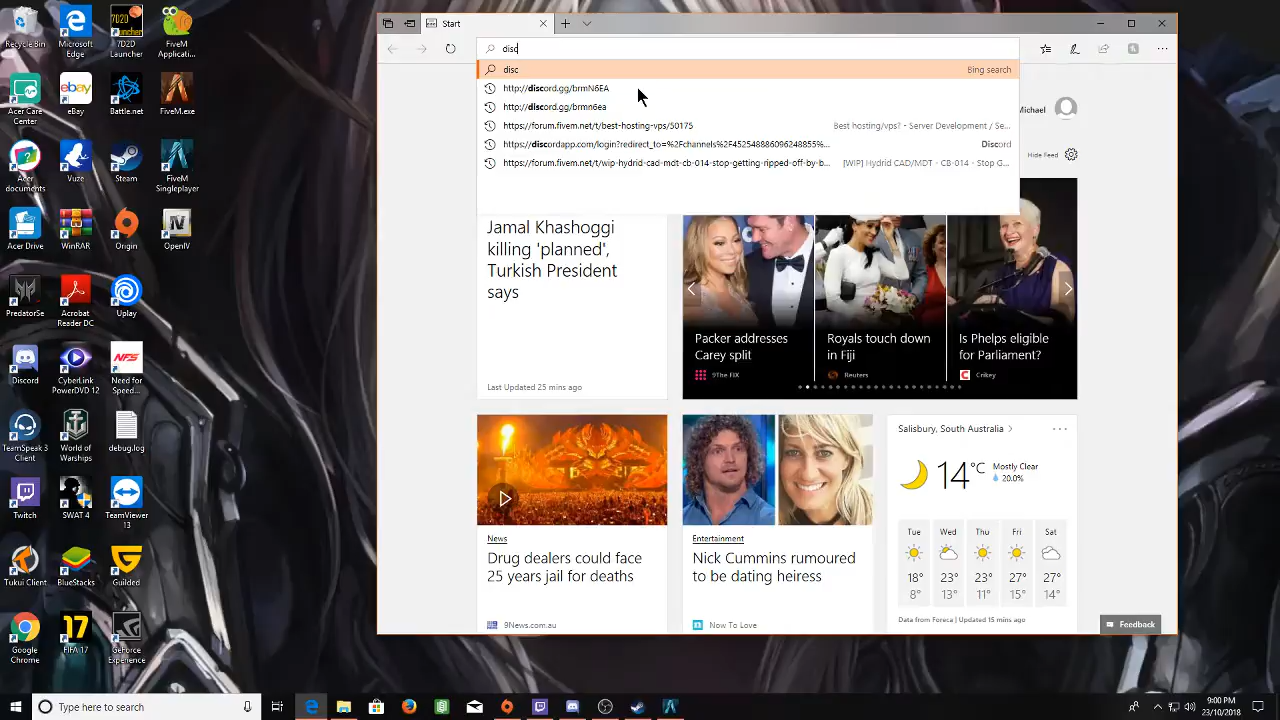 Recycle Bin
Microsoft Edge
7D2D Launcher
FiveM Applicati...
Acer Care Center
eBay
Battle.net
FiveM.exe
Sound Recorder
Vuze
Steam
FiveM Singleplayer
Acer Drive
WinRAR
Origin
OpenIV
PredatorSe...
Acrobat Reader DC
Uplay
Discord
CyberLink PowerDVD 12
Need for Speed...
TeamSpeak 3 Client
World of Warships
debug.log
Twitch
SWAT 4
TeamViewer 13
Tukui Client
BlueStacks
Guilded
Google Chrome
FIFA 17
GeForce Experience
Start
disc
disc Bing search
http://discord.gg/brmN6EA
http://discord.gg/brmn6ea
https://forum.fivem.net/t/best-hosting-vps/50175 Best hosting/vps? - Server Development / Se...
https://discordapp.com/login?redirect_to=%2Fchannels%2F452548886096248855%... Discord
https://forum.fivem.net/t/wip-hydrid-cad-mdt-cb-014-stop-getting-ripped-off-by-b... [WIP] Hydrid CAD/MDT - CB-014 - Stop G...
Michael
Hide Feed
Jamal Khashoggi
killing 'planned',
Turkish President
says
Last Updated 25 mins ago
Packer addresses
Carey split
9The FIX
Royals touch down
in Fiji
Reuters
Is Phelps eligible
for Parliament?
Crikey
News
Drug dealers could face
25 years jail for deaths
9News.com.au
Entertainment
Nick Cummins rumoured
to be dating heiress
Now To Love
Salisbury, South Australia
14°C
Mostly Clear
20.0%
Tue Wed Thu Fri Sat
18° 23° 23° 27° 27°
8° 13° 11° 15° 14°
Data from Foreca | Updated 15 mins ago
Feedback
Type here to search
9:00 PM
23/10/2018